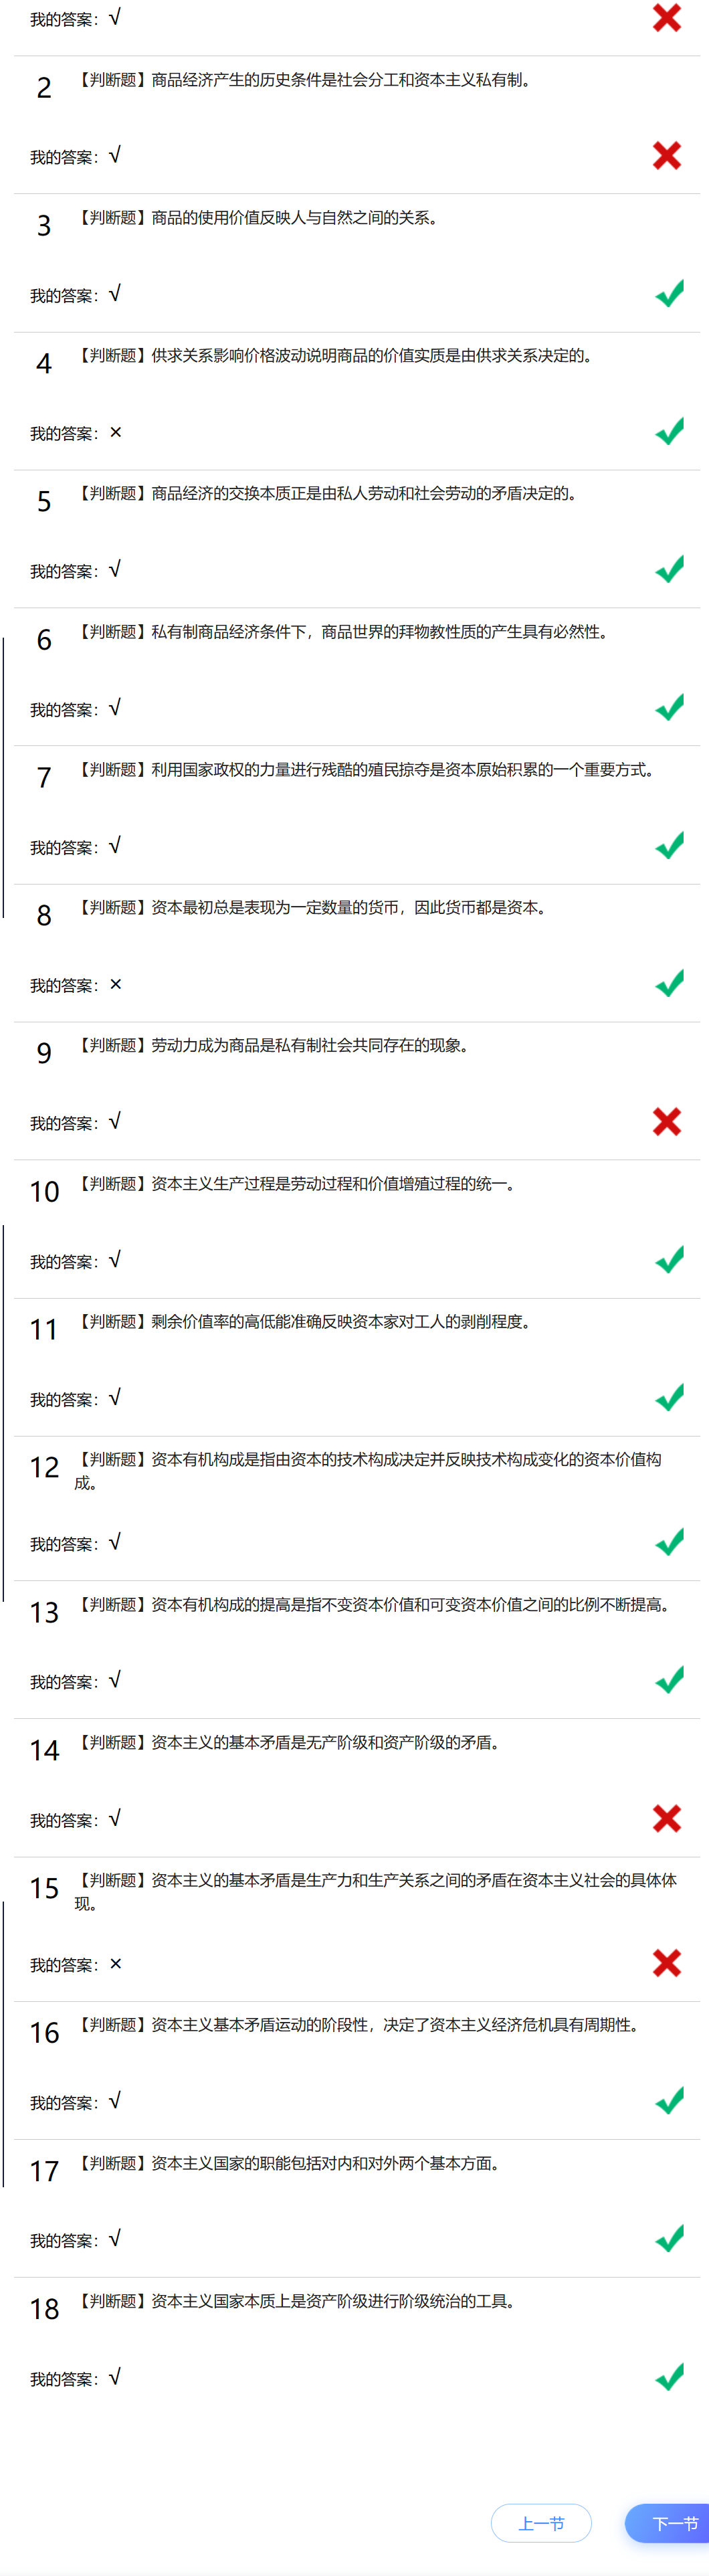 我的答案：√
2 【判断题】商品经济产生的历史条件是社会分工和资本主义私有制。
我的答案：√
3 【判断题】商品的使用价值反映人与自然之间的关系。
我的答案：√
4 【判断题】供求关系影响价格波动说明商品的价值实质是由供求关系决定的。
我的答案：×
5 【判断题】商品经济的交换本质正是由私人劳动和社会劳动的矛盾决定的。
我的答案：√
6 【判断题】私有制商品经济条件下，商品世界的拜物教性质的产生具有必然性。
我的答案：√
7 【判断题】利用国家政权的力量进行残酷的殖民掠夺是资本原始积累的一个重要方式。
我的答案：√
8 【判断题】资本最初总是表现为一定数量的货币，因此货币都是资本。
我的答案：×
9 【判断题】劳动力成为商品是私有制社会共同存在的现象。
我的答案：√
10 【判断题】资本主义生产过程是劳动过程和价值增殖过程的统一。
我的答案：√
11 【判断题】剩余价值率的高低能准确反映资本家对工人的剥削程度。
我的答案：√
12 【判断题】资本有机构成是指由资本的技术构成决定并反映技术构成变化的资本价值构
成。
我的答案：√
13 【判断题】资本有机构成的提高是指不变资本价值和可变资本价值之间的比例不断提高。
我的答案：√
14 【判断题】资本主义的基本矛盾是无产阶级和资产阶级的矛盾。
我的答案：√
15 【判断题】资本主义的基本矛盾是生产力和生产关系之间的矛盾在资本主义社会的具体体
现。
我的答案：×
16 【判断题】资本主义基本矛盾运动的阶段性，决定了资本主义经济危机具有周期性。
我的答案：√
17 【判断题】资本主义国家的职能包括对内和对外两个基本方面。
我的答案：√
18 【判断题】资本主义国家本质上是资产阶级进行阶级统治的工具。
我的答案：√
上一节 下一节